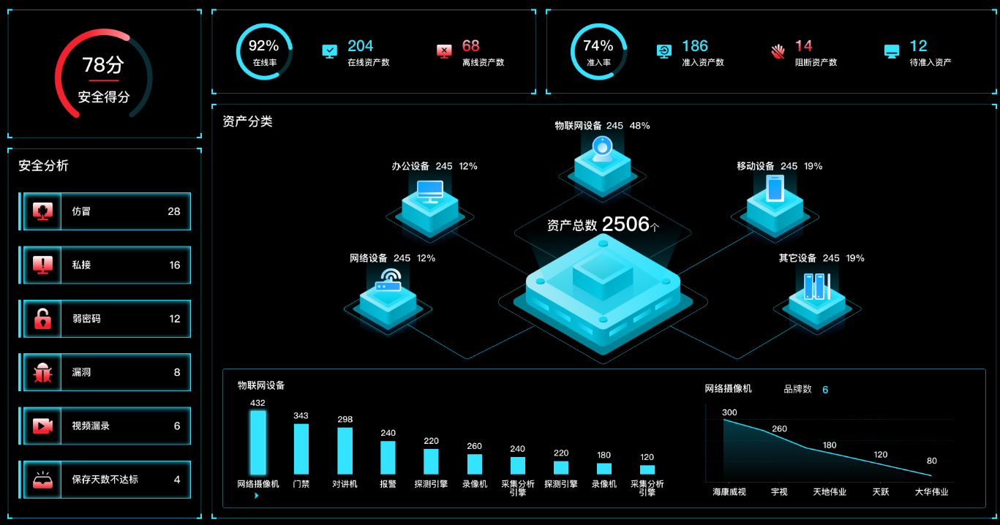 78分
安全得分
92%
在线率
204
在线资产数
68
离线资产数
74%
准入率
186
准入资产数
14
阻断资产数
12
待准入资产
安全分析
仿冒 28
私接 16
弱密码 12
漏洞 8
视频漏录 6
保存天数不达标 4
资产分类
物联网设备 245 48%
办公设备 245 12%
移动设备 245 19%
资产总数 2506个
网络设备 245 12%
其它设备 245 19%
物联网设备
432
343
298
240
220
260
240
220
180
120
网络摄像机
门禁
对讲机
报警
探测引擎
录像机
采集分析
引擎
探测引擎
录像机
采集分析
引擎
网络摄像机 品牌数 6
300
260
180
120
80
海康威视
宇视
天地伟业
天跃
大华伟业